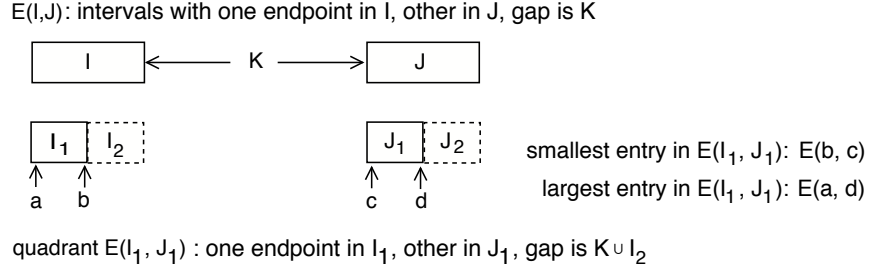 E(I,J): intervals with one endpoint in I, other in J, gap is K
I K J
I₁ I₂ J₁ J₂
smallest entry in E(I₁, J₁): E(b, c)
largest entry in E(I₁, J₁): E(a, d)
a b c d
quadrant E(I₁, J₁) : one endpoint in I₁, other in J₁, gap is K ∪ I₂